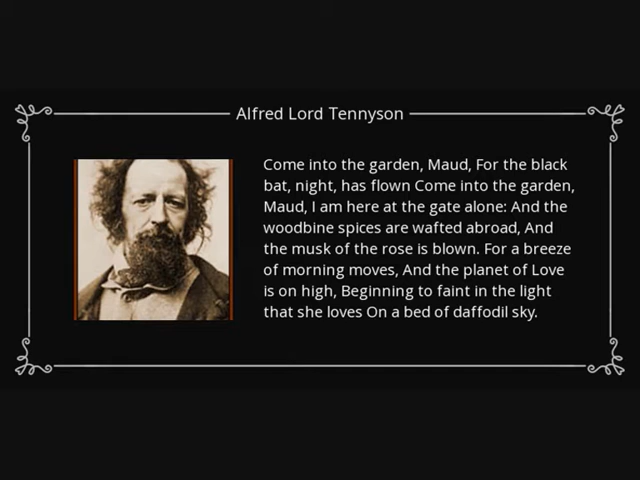 Alfred Lord Tennyson
Come into the garden, Maud, For the black
bat, night, has flown Come into the garden,
Maud, I am here at the gate alone: And the
woodbine spices are wafted abroad, And
the musk of the rose is blown. For a breeze
of morning moves, And the planet of Love
is on high, Beginning to faint in the light
that she loves On a bed of daffodil sky.